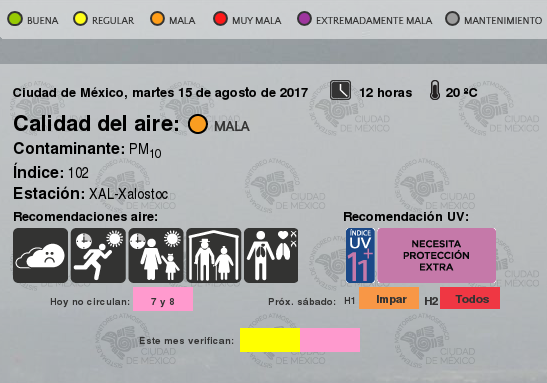 BUENA REGULAR MALA MUY MALA EXTREMADAMENTE MALA MANTENIMIENTO
Ciudad de México, martes 15 de agosto de 2017 12 horas 20 ºC
Calidad del aire: MALA
Contaminante: PM10
Índice: 102
Estación: XAL-Xalostoc
Recomendaciones aire: Recomendación UV:
ÍNDICE
UV
11+
NECESITA
PROTECCIÓN
EXTRA
Hoy no circulan: 7 y 8 Próx. sábado: H1 Impar H2 Todos
Este mes verifican: